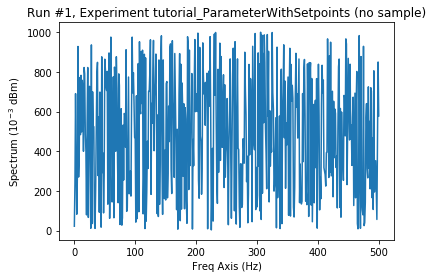 Run #1, Experiment tutorial_ParameterWithSetpoints (no sample)
1000
800
600
400
200
0
Spectrum (10⁻³ dBm)
0 100 200 300 400 500
Freq Axis (Hz)